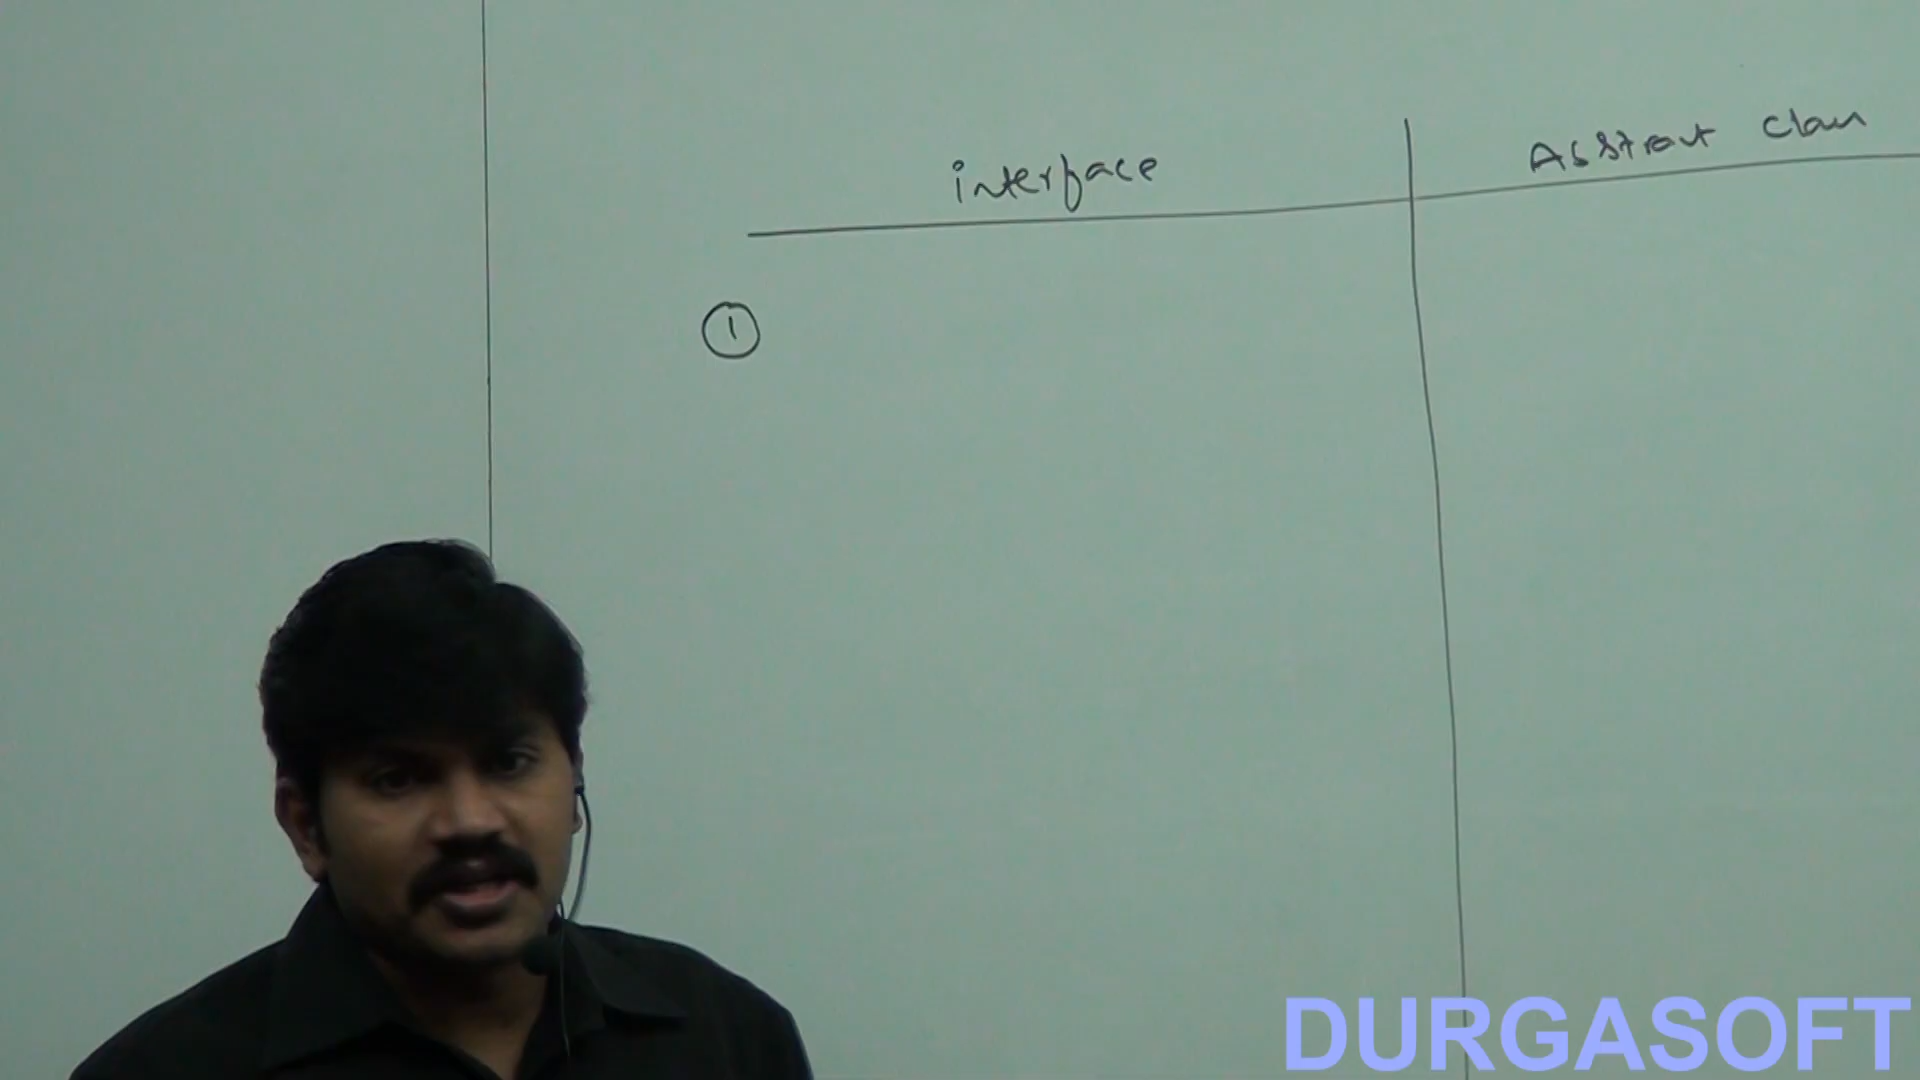 interface
Abstract class
①
DURGASOFT